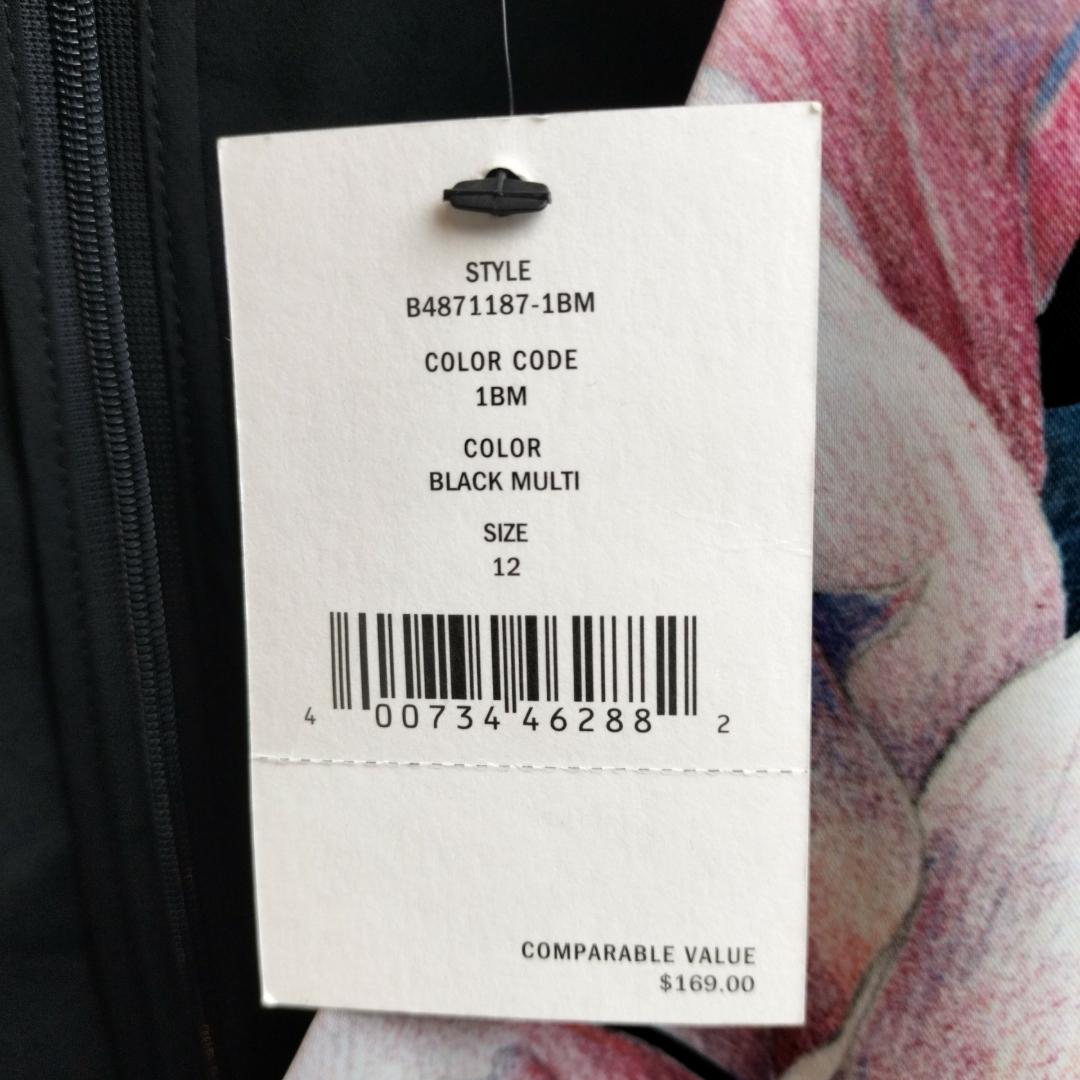 STYLE
B4871187-1BM
COLOR CODE
1BM
COLOR
BLACK MULTI
SIZE
12
4 00734 46288 2
COMPARABLE VALUE
$169.00